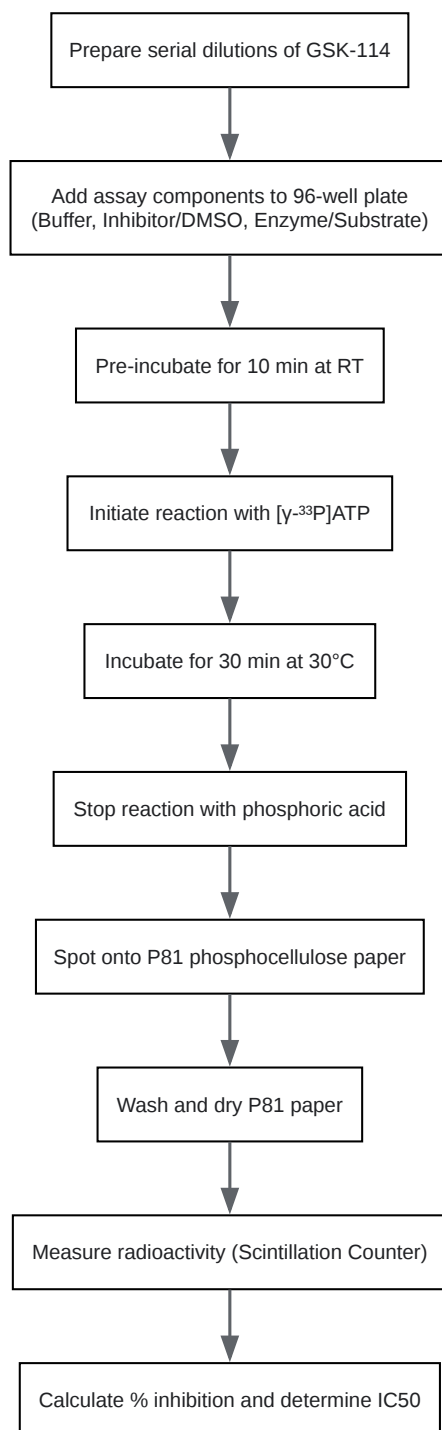 Prepare serial dilutions of GSK-114
Add assay components to 96-well plate
(Buffer, Inhibitor/DMSO, Enzyme/Substrate)
Pre-incubate for 10 min at RT
Initiate reaction with [γ-³³P]ATP
Incubate for 30 min at 30°C
Stop reaction with phosphoric acid
Spot onto P81 phosphocellulose paper
Wash and dry P81 paper
Measure radioactivity (Scintillation Counter)
Calculate % inhibition and determine IC50